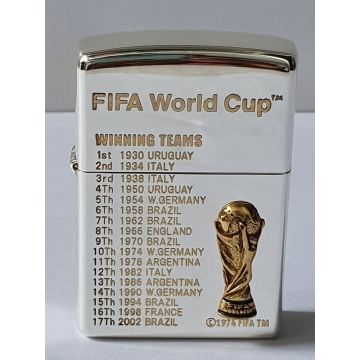 FIFA World Cup™
WINNING TEAMS
1st 1930 URUGUAY
2nd 1934 ITALY
3rd 1938 ITALY
4Th 1950 URUGUAY
5Th 1954 W.GERMANY
6Th 1958 BRAZIL
7Th 1962 BRAZIL
8Th 1966 ENGLAND
9Th 1970 BRAZIL
10Th 1974 W.GERMANY
11Th 1978 ARGENTINA
12Th 1982 ITALY
13Th 1986 ARGENTINA
14Th 1990 W.GERMANY
15Th 1994 BRAZIL
16Th 1998 FRANCE
17Th 2002 BRAZIL
©1974 FIFA TM